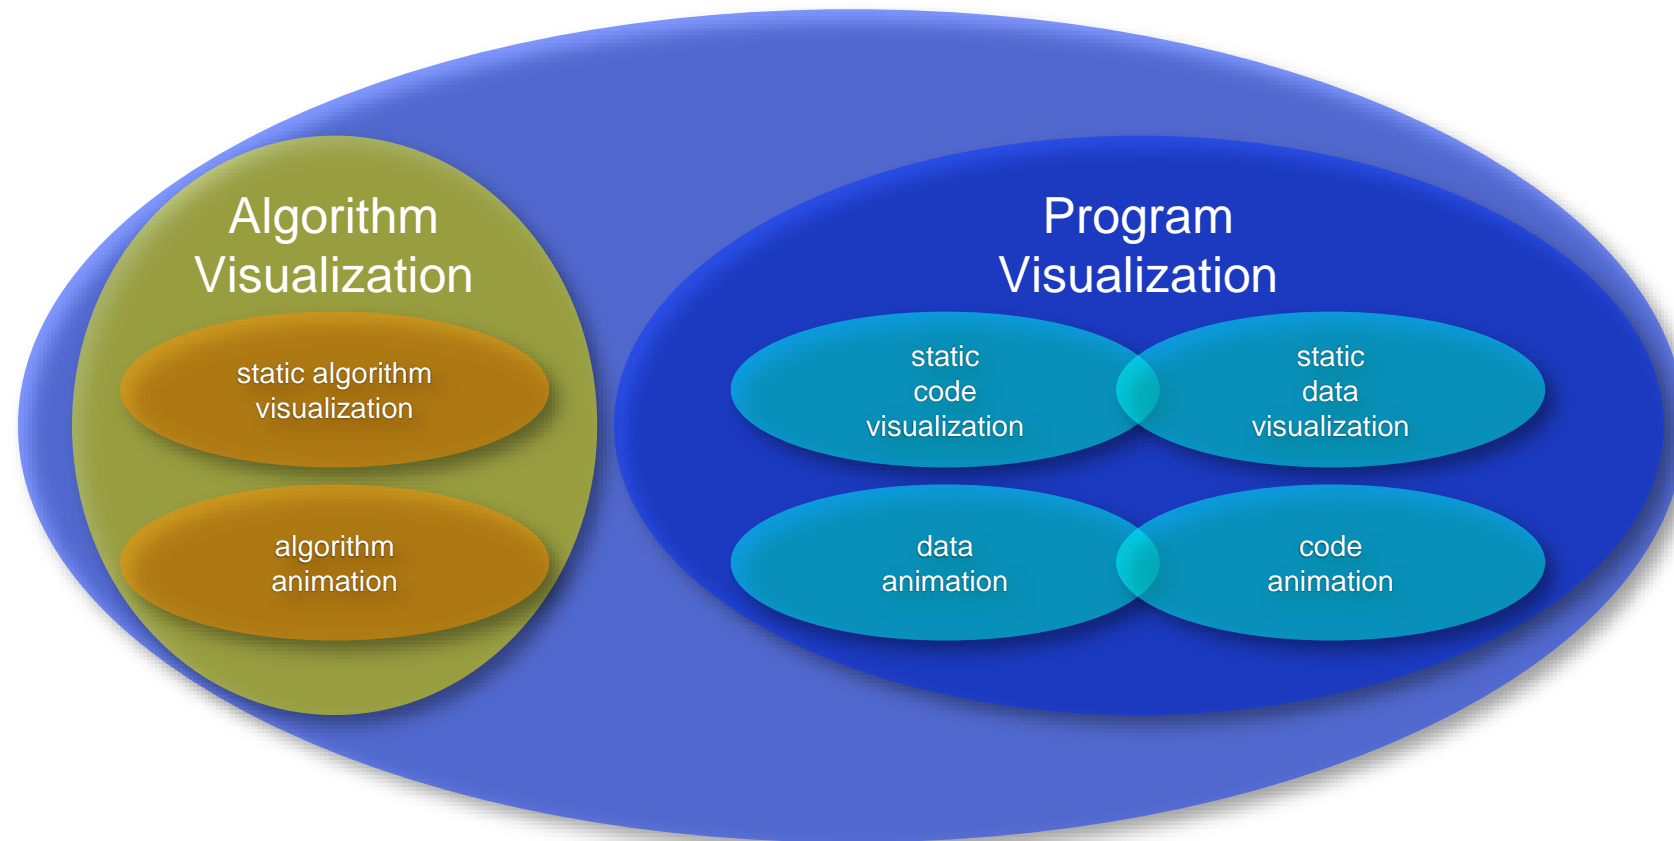 Algorithm
Visualization
static algorithm
visualization
algorithm
animation
Program
Visualization
static
code
visualization
static
data
visualization
data
animation
code
animation